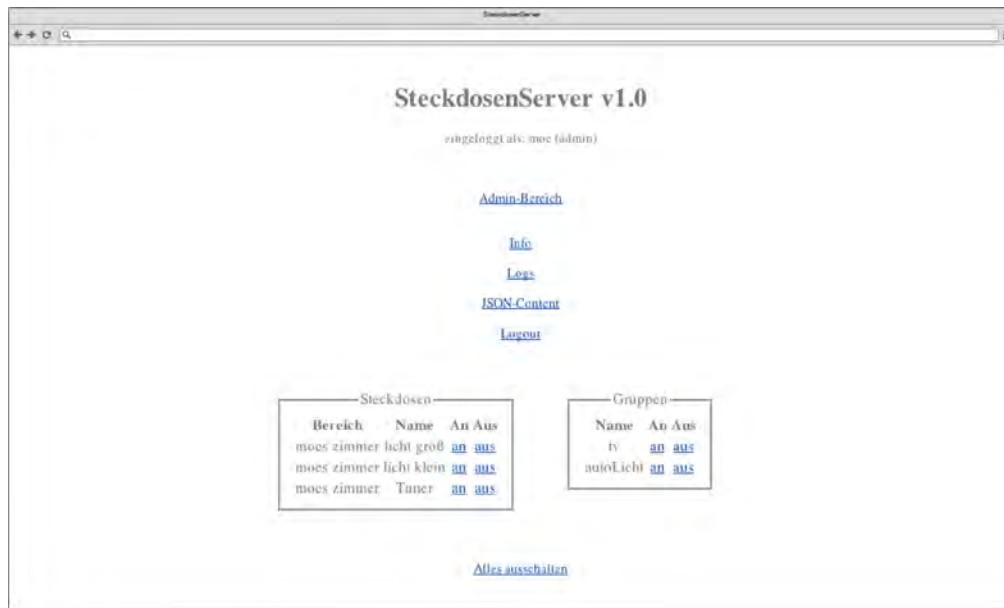 SteckdosenServer
SteckdosenServer v1.0
eingeloggt als: moe (admin)
Admin-Bereich
Info
Logs
JSON-Content
Logout
Steckdosen
Bereich Name An Aus
moes zimmer licht groß an aus
moes zimmer licht klein an aus
moes zimmer Tuner an aus
Gruppen
Name An Aus
tv an aus
autoLicht an aus
Alles ausschalten